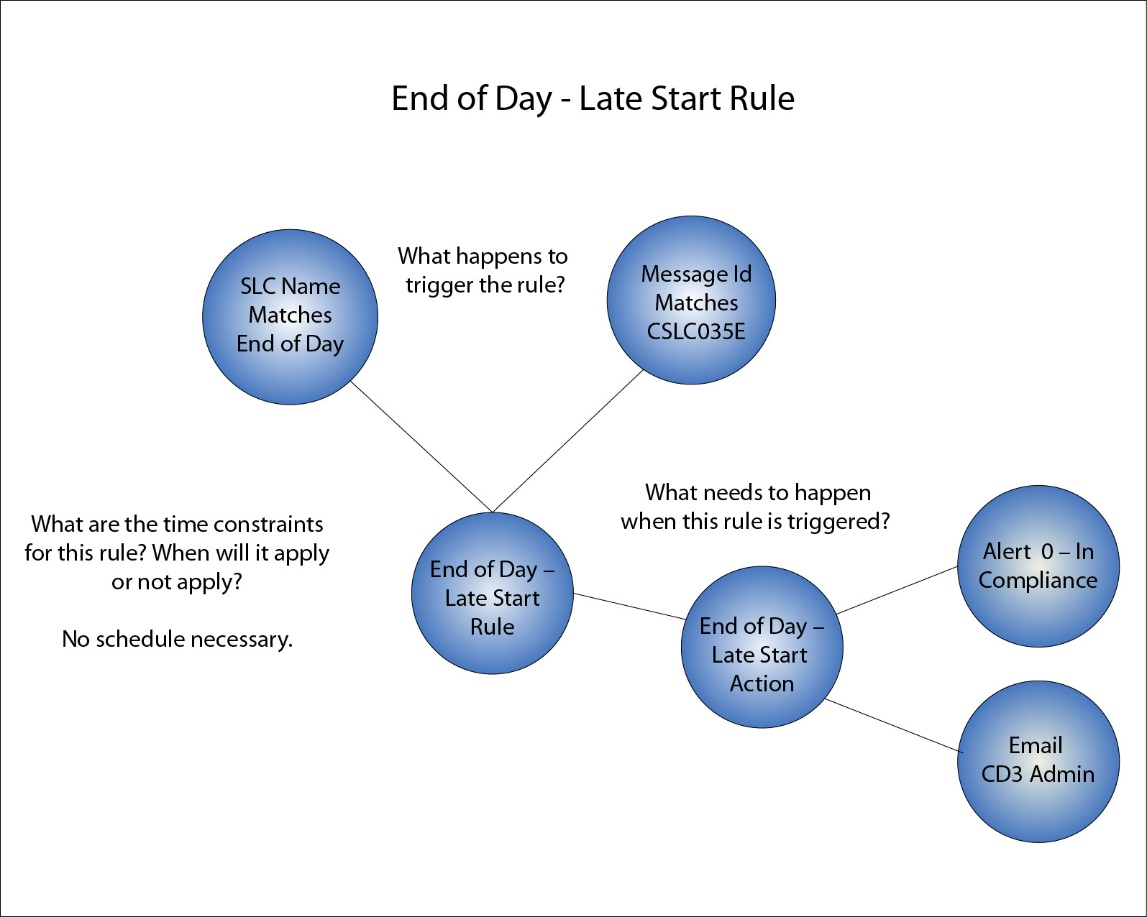 End of Day - Late Start Rule
SLC Name
Matches
End of Day
What happens to
trigger the rule?
Message Id
Matches
CSLC035E
What are the time constraints
for this rule? When will it apply
or not apply?
No schedule necessary.
End of Day –
Late Start
Rule
What needs to happen
when this rule is triggered?
End of Day –
Late Start
Action
Alert 0 – In
Compliance
Email
CD3 Admin